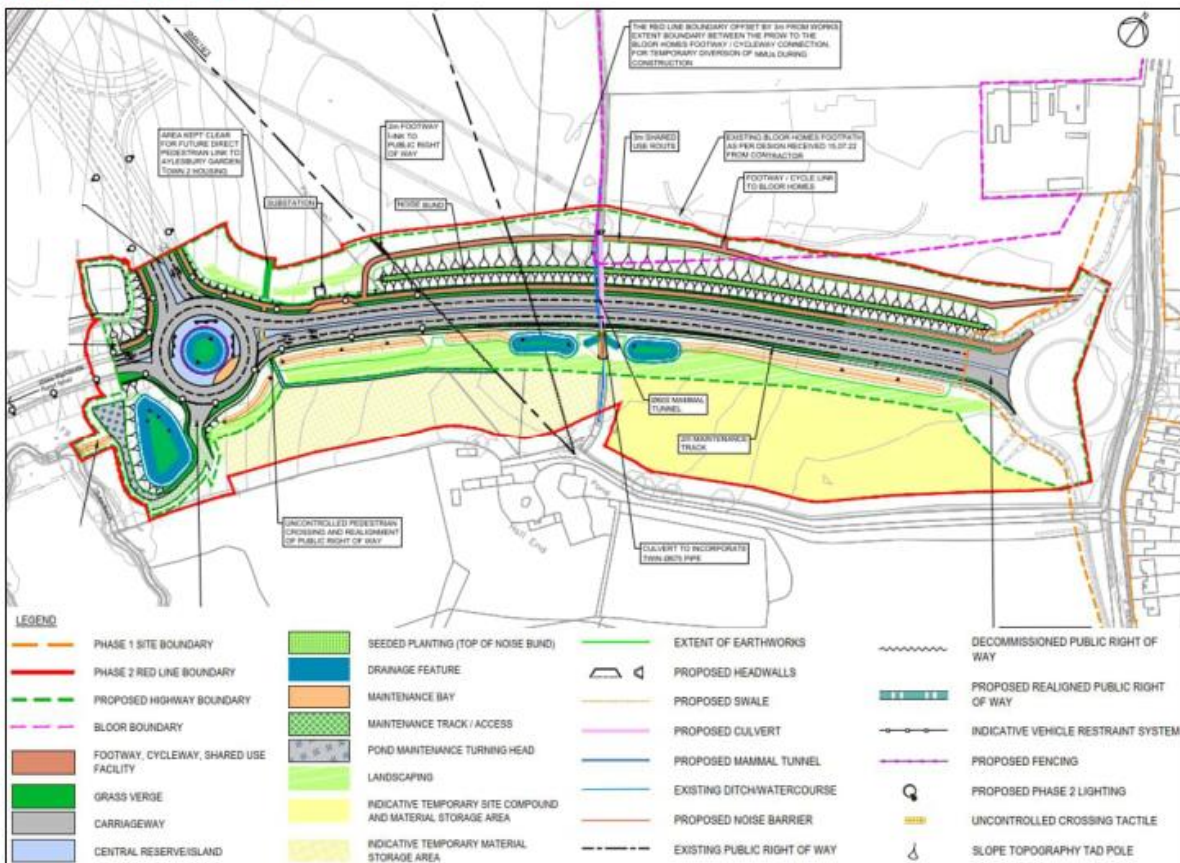 N
THE RED LINE BOUNDARY OFFSET BY 3m FROM WORKS
EXTENT BOUNDARY BETWEEN THE PROW TO THE
BLOOR HOMES FOOTWAY / CYCLEWAY CONNECTION,
FOR TEMPORARY DIVERSION OF NMUs DURING
CONSTRUCTION
AREA KEPT CLEAR
FOR FUTURE DIRECT
PEDESTRIAN LINK TO
AYLESBURY GARDEN
TOWN 2 HOUSING
2m FOOTWAY
LINK TO
PUBLIC RIGHT
OF WAY
3m SHARED
USE ROUTE
EXISTING BLOOR HOMES FOOTPATH
AS PER DESIGN RECEIVED 15.07.22
FROM CONTRACTOR
FOOTWAY / CYCLE LINK
TO BLOOR HOMES
SUBSTATION
NOISE BUND
MAMMAL
TUNNEL
2m MAINTENANCE
TRACK
UNCONTROLLED PEDESTRIAN
CROSSING AND REALIGNMENT
OF PUBLIC RIGHT OF WAY
Hall End
Pond
CULVERT TO INCORPORATE
TWIN Ø675 PIPE
LEGEND
PHASE 1 SITE BOUNDARY
PHASE 2 RED LINE BOUNDARY
PROPOSED HIGHWAY BOUNDARY
BLOOR BOUNDARY
FOOTWAY, CYCLEWAY, SHARED USE
FACILITY
GRASS VERGE
CARRIAGEWAY
CENTRAL RESERVE/ISLAND
SEEDED PLANTING (TOP OF NOISE BUND)
DRAINAGE FEATURE
MAINTENANCE BAY
MAINTENANCE TRACK / ACCESS
POND MAINTENANCE TURNING HEAD
LANDSCAPING
INDICATIVE TEMPORARY SITE COMPOUND
AND MATERIAL STORAGE AREA
INDICATIVE TEMPORARY MATERIAL
STORAGE AREA
EXTENT OF EARTHWORKS
PROPOSED HEADWALLS
PROPOSED SWALE
PROPOSED CULVERT
PROPOSED MAMMAL TUNNEL
EXISTING DITCH/WATERCOURSE
PROPOSED NOISE BARRIER
EXISTING PUBLIC RIGHT OF WAY
DECOMMISSIONED PUBLIC RIGHT OF
WAY
PROPOSED REALIGNED PUBLIC RIGHT
OF WAY
INDICATIVE VEHICLE RESTRAINT SYSTEM
PROPOSED FENCING
PROPOSED PHASE 2 LIGHTING
UNCONTROLLED CROSSING TACTILE
SLOPE TOPOGRAPHY TAD POLE